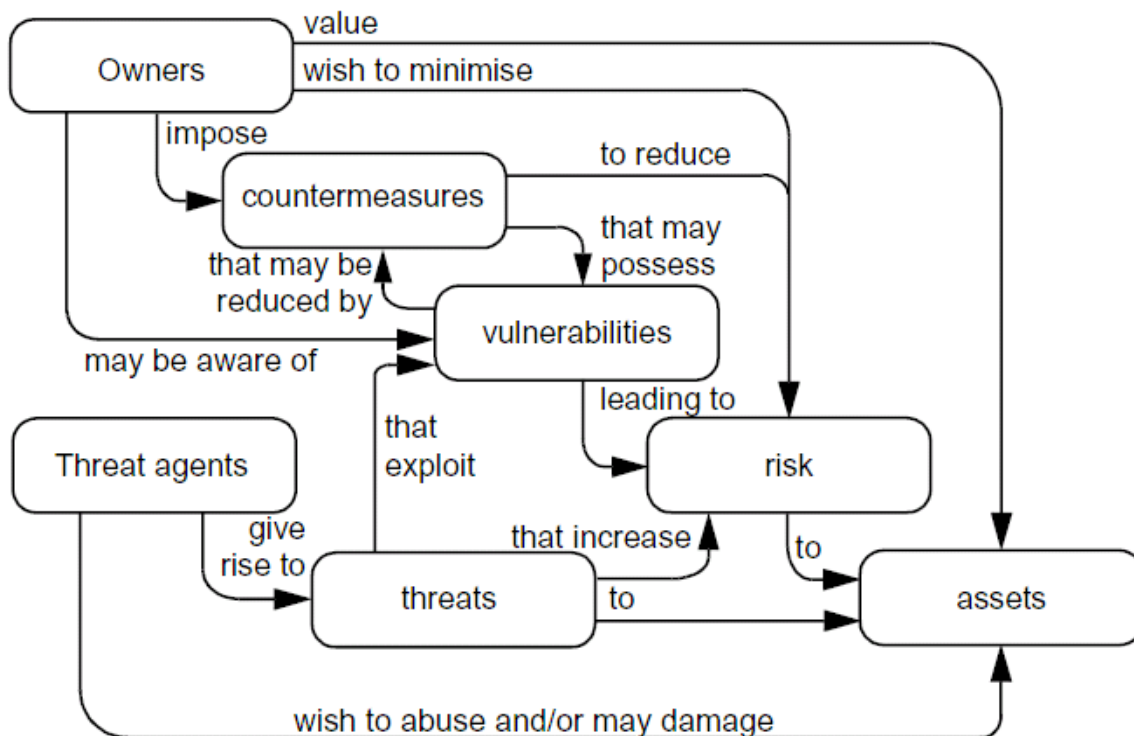 value
Owners
wish to minimise
impose
to reduce
countermeasures
that may
possess
that may be
reduced by
vulnerabilities
may be aware of
leading to
that
exploit
Threat agents
risk
give
rise to
that increase
to
threats
to
assets
wish to abuse and/or may damage